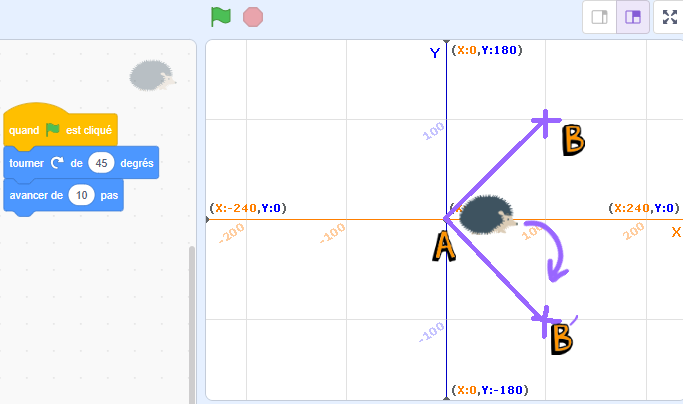 quand est cliqué
tourner de 45 degrés
avancer de 10 pas
Y
(X:0,Y:180)
100
B
(X:-240,Y:0)
(X:240,Y:0)
-200
-100
100
200
X
A
-100
B'
(X:0,Y:-180)